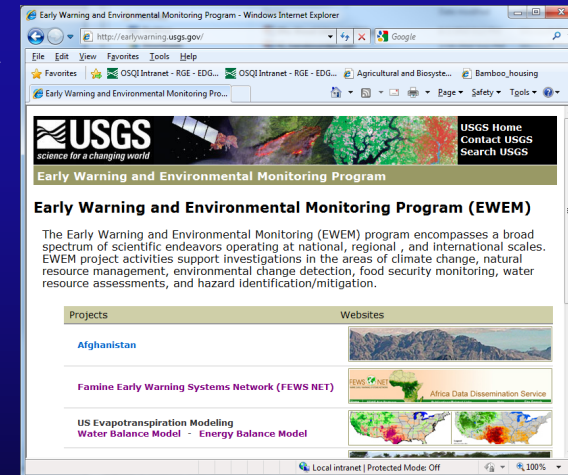 Early Warning and Environmental Monitoring Program - Windows Internet Explorer
http://earlywarning.usgs.gov/
Google
File Edit View Favorites Tools Help
Favorites OSQI Intranet - RGE - EDG... OSQI Intranet - RGE - EDG... Agricultural and Biosyste... Bamboo_housing
Early Warning and Environmental Monitoring Pro... Page Safety Tools
USGS
science for a changing world
USGS Home
Contact USGS
Search USGS
Early Warning and Environmental Monitoring Program
Early Warning and Environmental Monitoring Program (EWEM)
The Early Warning and Environmental Monitoring (EWEM) program encompasses a broad
spectrum of scientific endeavors operating at national, regional , and international scales.
EWEM project activities support investigations in the areas of climate change, natural
resource management, environmental change detection, food security monitoring, water
resource assessments, and hazard identification/mitigation.
Projects Websites
Afghanistan
Famine Early Warning Systems Network (FEWS NET)
FEWS NET
Africa Data Dissemination Service
US Evapotranspiration Modeling
Water Balance Model - Energy Balance Model
Local intranet | Protected Mode: Off 100%